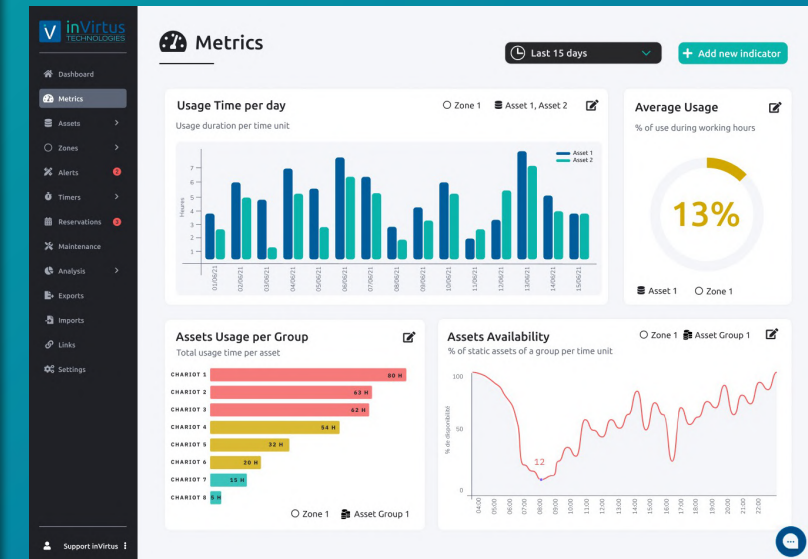 inVirtus
TECHNOLOGIES
Dashboard
Metrics
Assets
Zones
Alerts 2
Timers
Reservations
Maintenance
Analysis
Exports
Imports
Links
Settings
Support inVirtus
Metrics
Last 15 days
+ Add new indicator
Usage Time per day
Zone 1 Asset 1, Asset 2
Usage duration per time unit
Asset 1
Asset 2
Heures
7
6
5
4
3
2
1
01/06/21 02/06/21 03/06/21 04/06/21 05/06/21 06/06/21 07/06/21 08/06/21 09/06/21 10/06/21 11/06/21 12/06/21 13/06/21 14/06/21 15/06/21
Average Usage
% of use during working hours
13%
Asset 1 Zone 1
Assets Usage per Group
Total usage time per asset
CHARIOT 1 80 H
CHARIOT 2 63 H
CHARIOT 3 62 H
CHARIOT 4 54 H
CHARIOT 5 32 H
CHARIOT 6 20 H
CHARIOT 7 15 H
CHARIOT 8 5 H
Zone 1 Asset Group 1
Assets Availability
Zone 1 Asset Group 1
% of static assets of a group per time unit
% de disponibilité
100
50
0
12
04:00 05:00 06:00 07:00 08:00 09:00 10:00 11:00 12:00 13:00 14:00 15:00 16:00 17:00 18:00 19:00 20:00 21:00 22:00